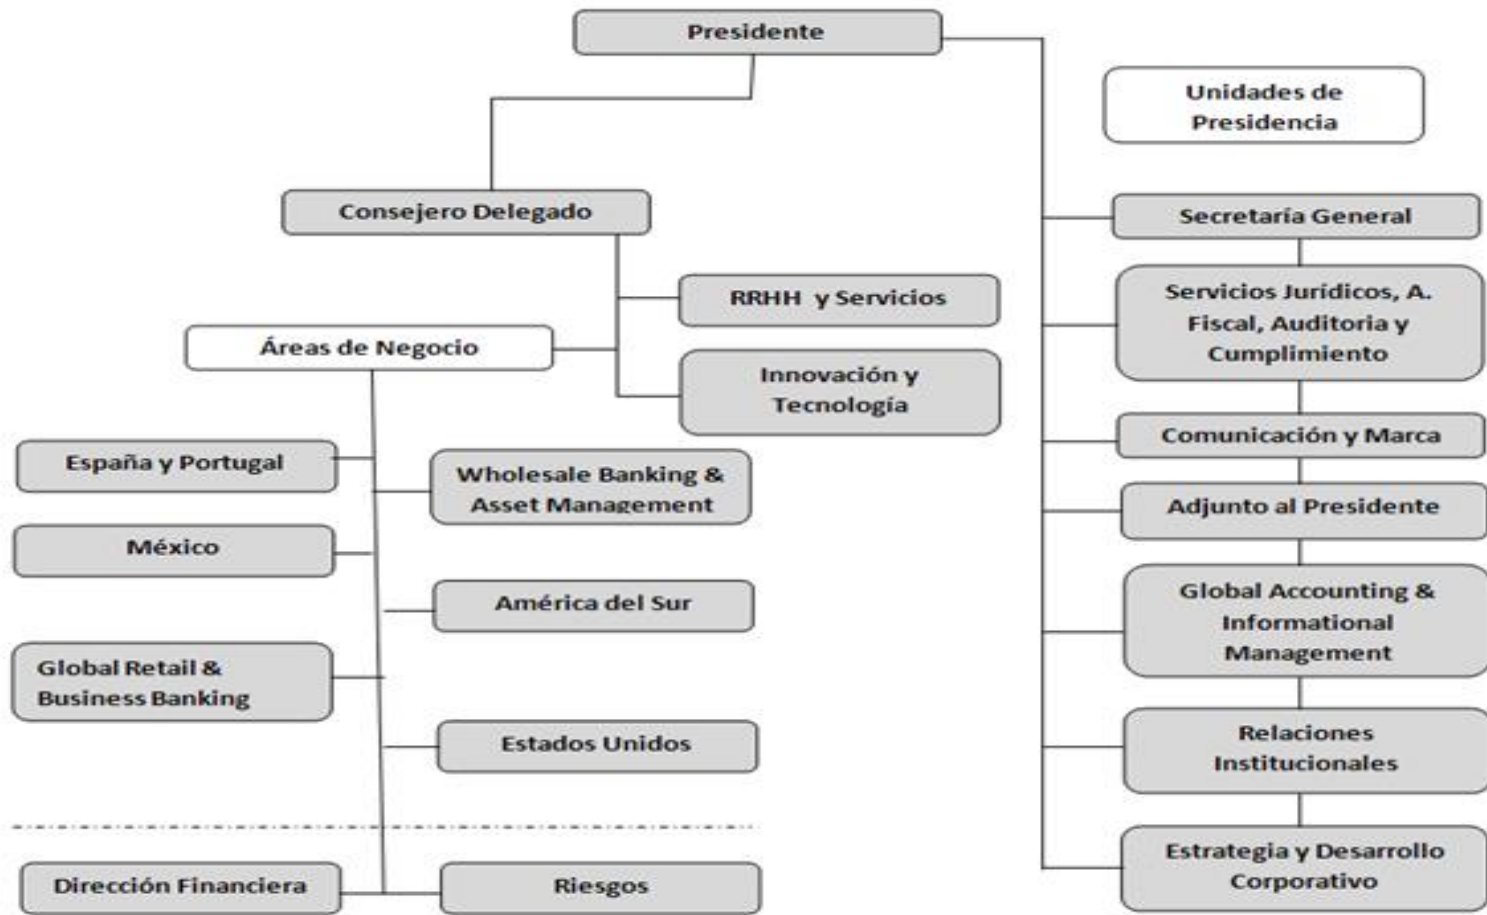 Presidente
Unidades de
Presidencia
Consejero Delegado
Secretaría General
RRHH y Servicios
Servicios Jurídicos, A.
Fiscal, Auditoria y
Cumplimiento
Áreas de Negocio
Innovación y
Tecnología
Comunicación y Marca
España y Portugal
Wholesale Banking &
Asset Management
Adjunto al Presidente
México
América del Sur
Global Accounting &
Informational
Management
Global Retail &
Business Banking
Estados Unidos
Relaciones
Institucionales
Dirección Financiera
Riesgos
Estrategia y Desarrollo
Corporativo